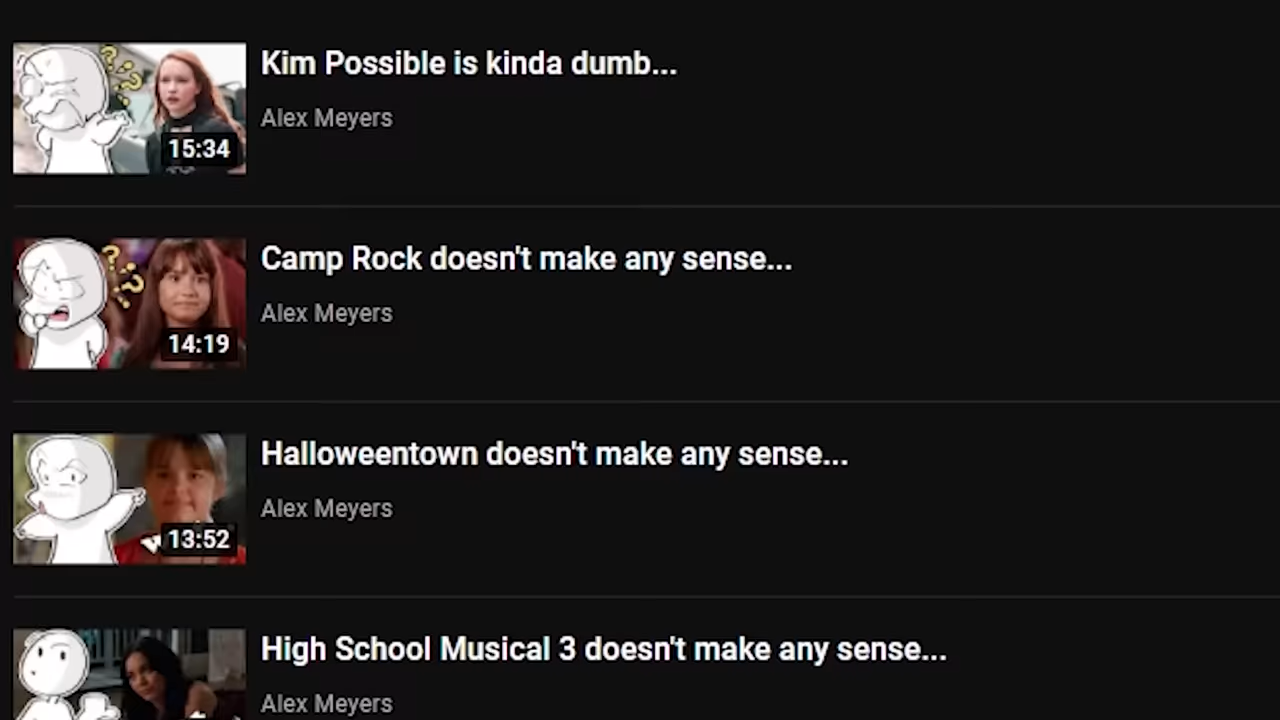 Kim Possible is kinda dumb...
Alex Meyers
15:34
Camp Rock doesn't make any sense...
Alex Meyers
14:19
Halloweentown doesn't make any sense...
Alex Meyers
13:52
High School Musical 3 doesn't make any sense...
Alex Meyers